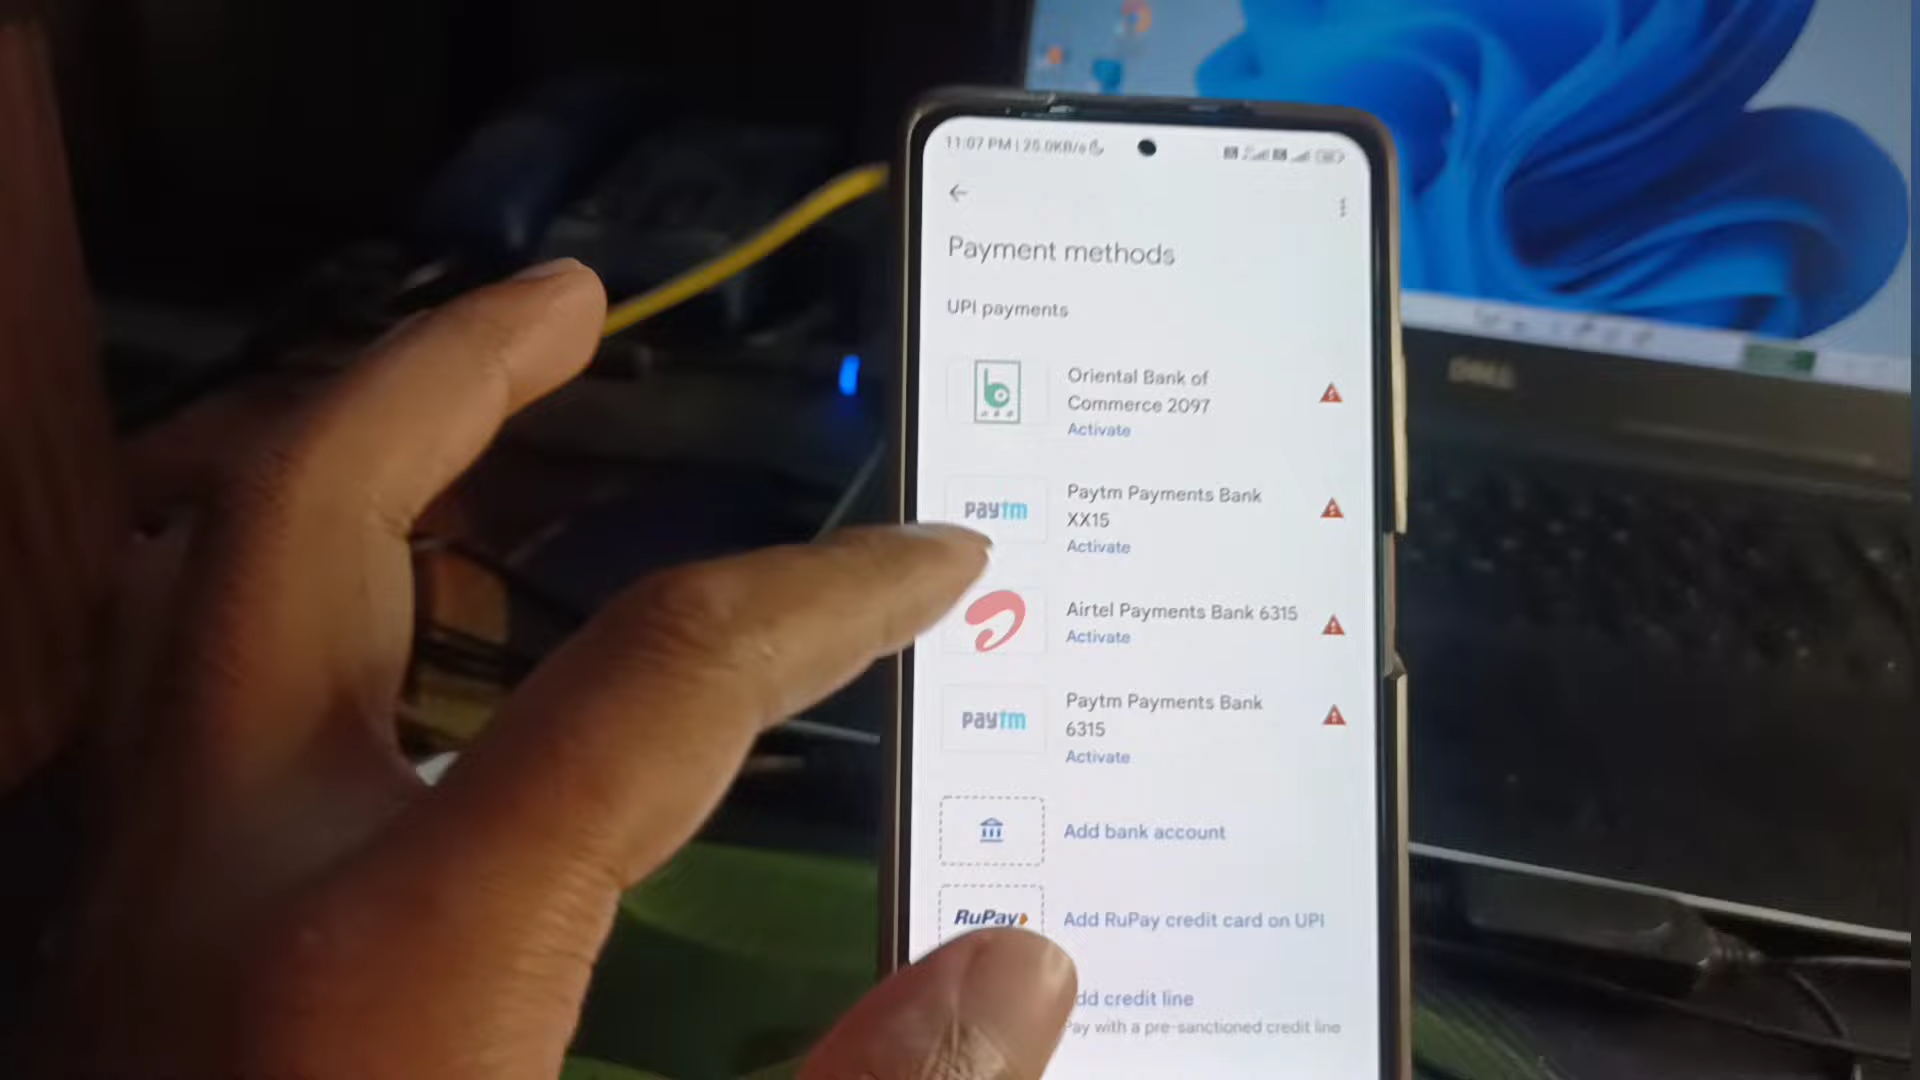 11:07 PM | 25.0KB/s
Payment methods
UPI payments
Oriental Bank of
Commerce 2097
Activate
paytm
Paytm Payments Bank
XX15
Activate
Airtel Payments Bank 6315
Activate
paytm
Paytm Payments Bank
6315
Activate
Add bank account
RuPay
Add RuPay credit card on UPI
dd credit line
Pay with a pre-sanctioned credit line
DELL